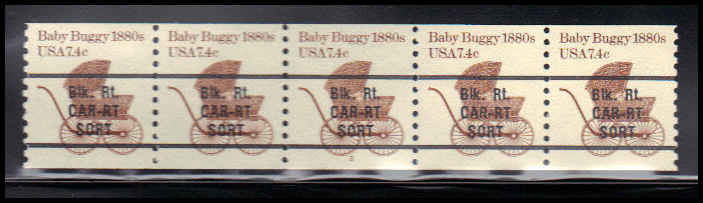 Baby Buggy 1880s Baby Buggy 1880s Baby Buggy 1880s Baby Buggy 1880s Baby Buggy 1880s
USA7.4c USA7.4c USA7.4c USA7.4c USA7.4c
Blk. Rt. Blk. Rt. Blk. Rt. Blk. Rt. Blk. Rt.
CAR-RT CAR-RT CAR-RT CAR-RT CAR-RT
SORT SORT SORT SORT SORT